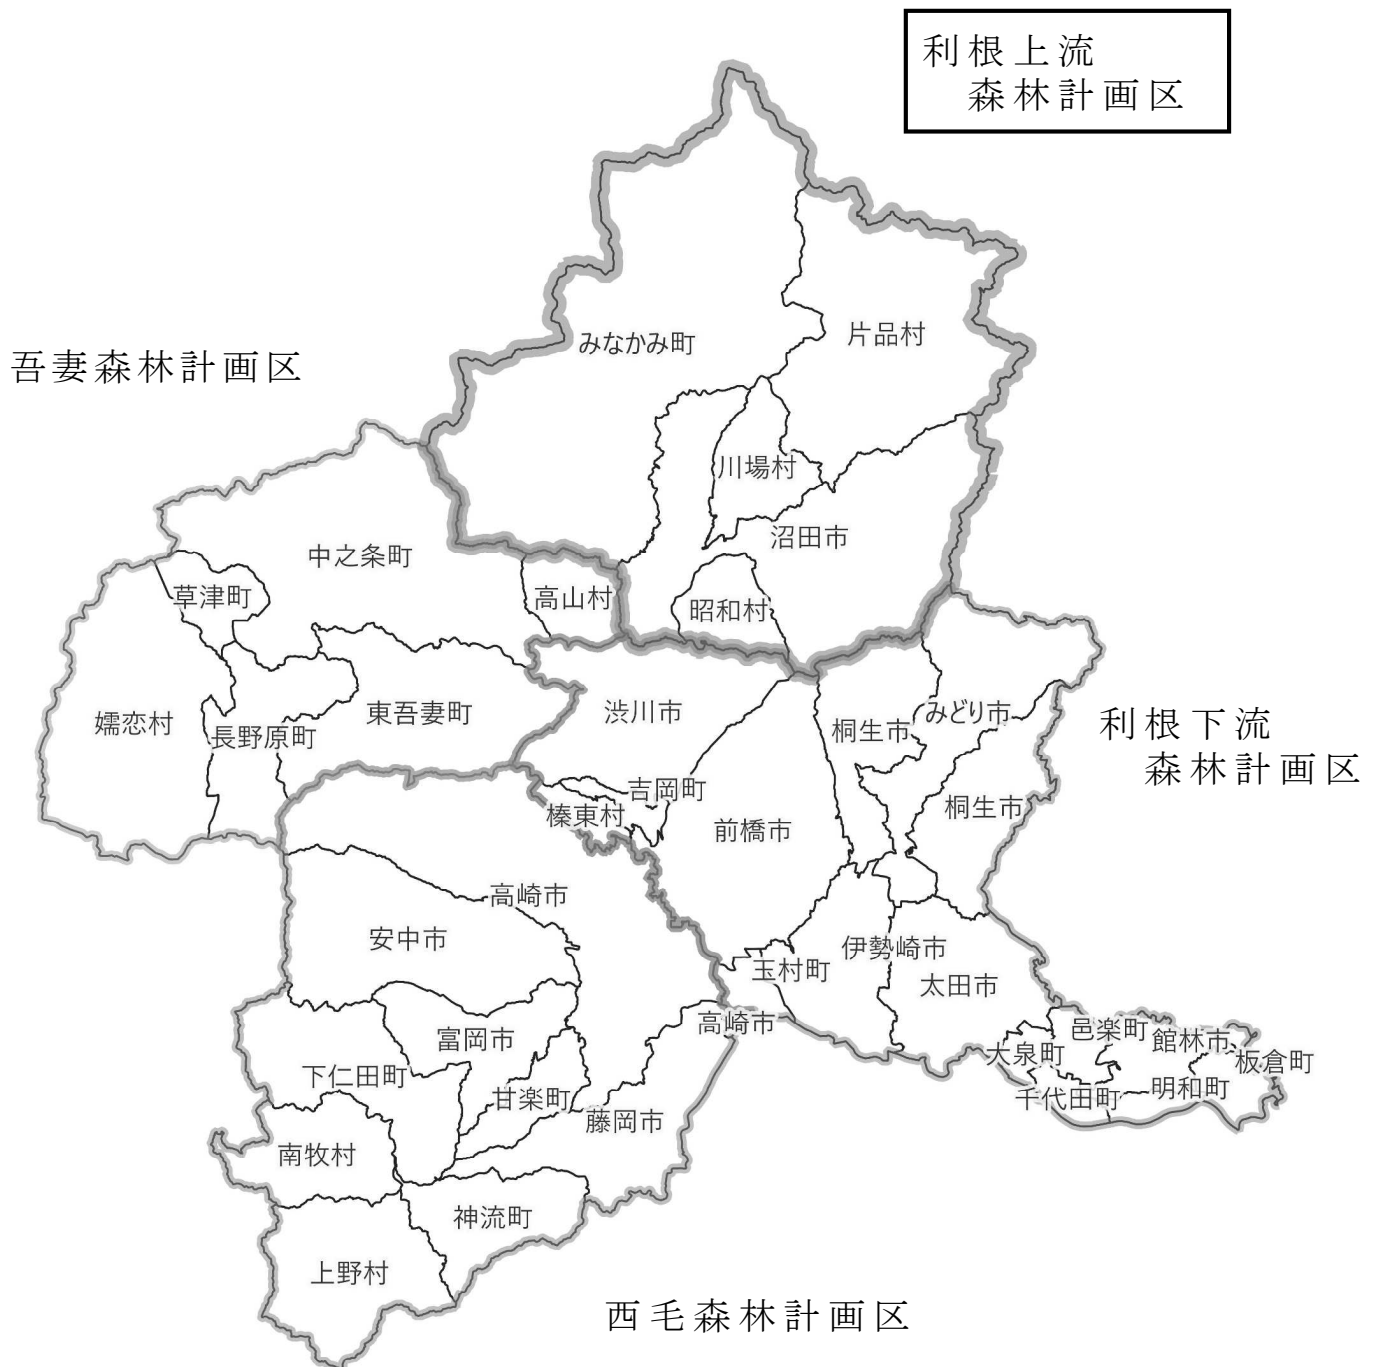 利根上流
森林計画区
吾妻森林計画区
みなかみ町
片品村
川場村
沼田市
中之条町
草津町
高山村
昭和村
嬬恋村
長野原町
東吾妻町
渋川市
桐生市
みどり市
利根下流
森林計画区
吉岡町
榛東村
前橋市
桐生市
高崎市
安中市
伊勢崎市
玉村町
太田市
高崎市
富岡市
下仁田町
甘楽町
藤岡市
邑楽町
館林市
板倉町
大泉町
千代田町
明和町
南牧村
神流町
上野村
西毛森林計画区